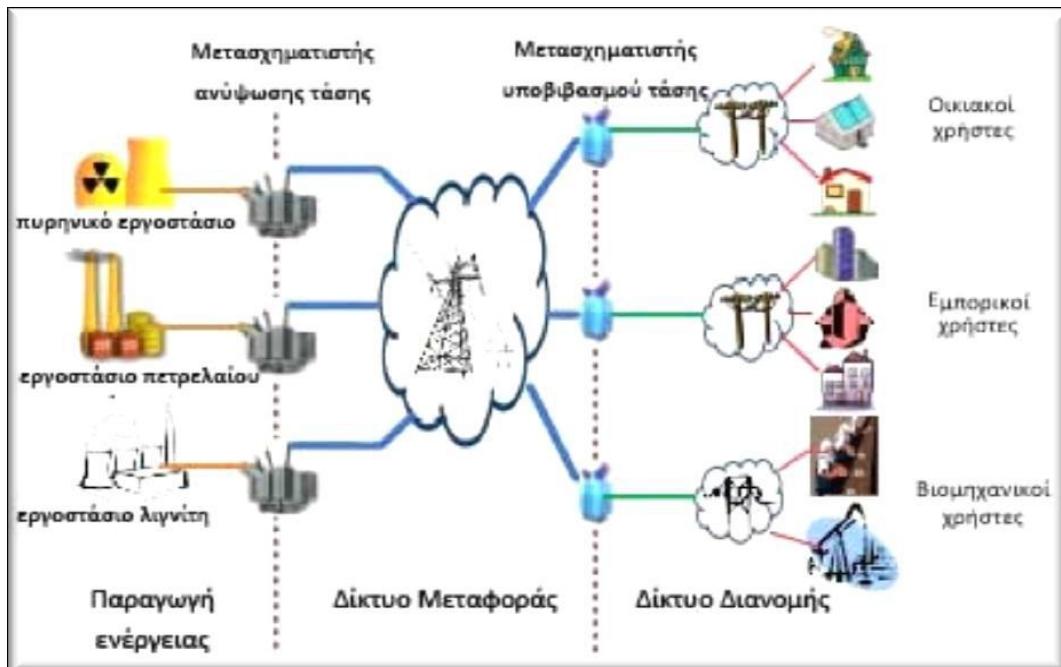 Μετασχηματιστής
ανύψωσης τάσης
Μετασχηματιστής
υποβιβασμού τάσης
Οικιακοί
χρήστες
πυρηνικό εργοστάσιο
Εμπορικοί
χρήστες
εργοστάσιο πετρελαίου
Βιομηχανικοί
χρήστες
εργοστάσιο λιγνίτη
Παραγωγή
ενέργειας
Δίκτυο Μεταφοράς
Δίκτυο Διανομής